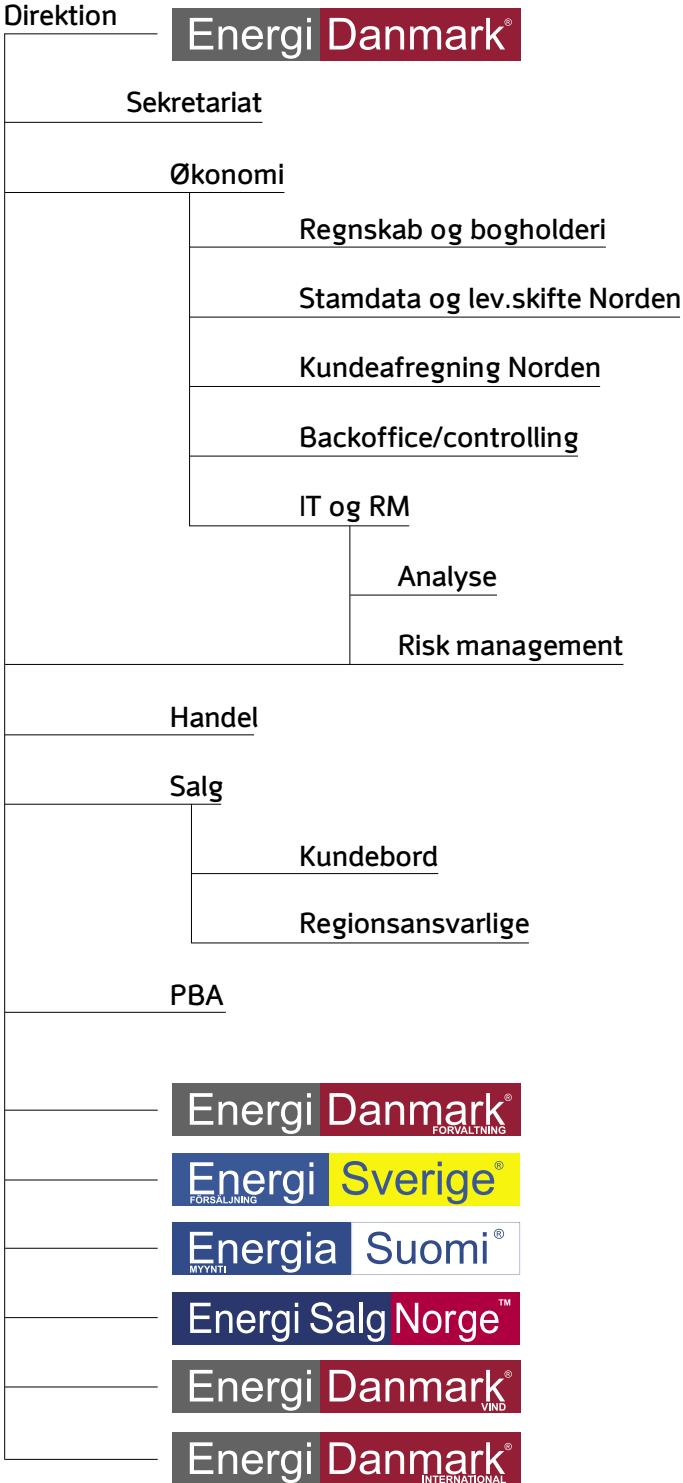 Direktion
Energi Danmark®
Sekretariat
Økonomi
Regnskab og bogholderi
Stamdata og lev.skifte Norden
Kundeafregning Norden
Backoffice/controlling
IT og RM
Analyse
Risk management
Handel
Salg
Kundebord
Regionsansvarlige
PBA
Energi Danmark®
FORVALTNING
Energi Sverige®
FÖRSÄLJNING
Energia Suomi®
MYYNTI
Energi Salg Norge™
Energi Danmark®
VIND
Energi Danmark®
INTERNATIONAL